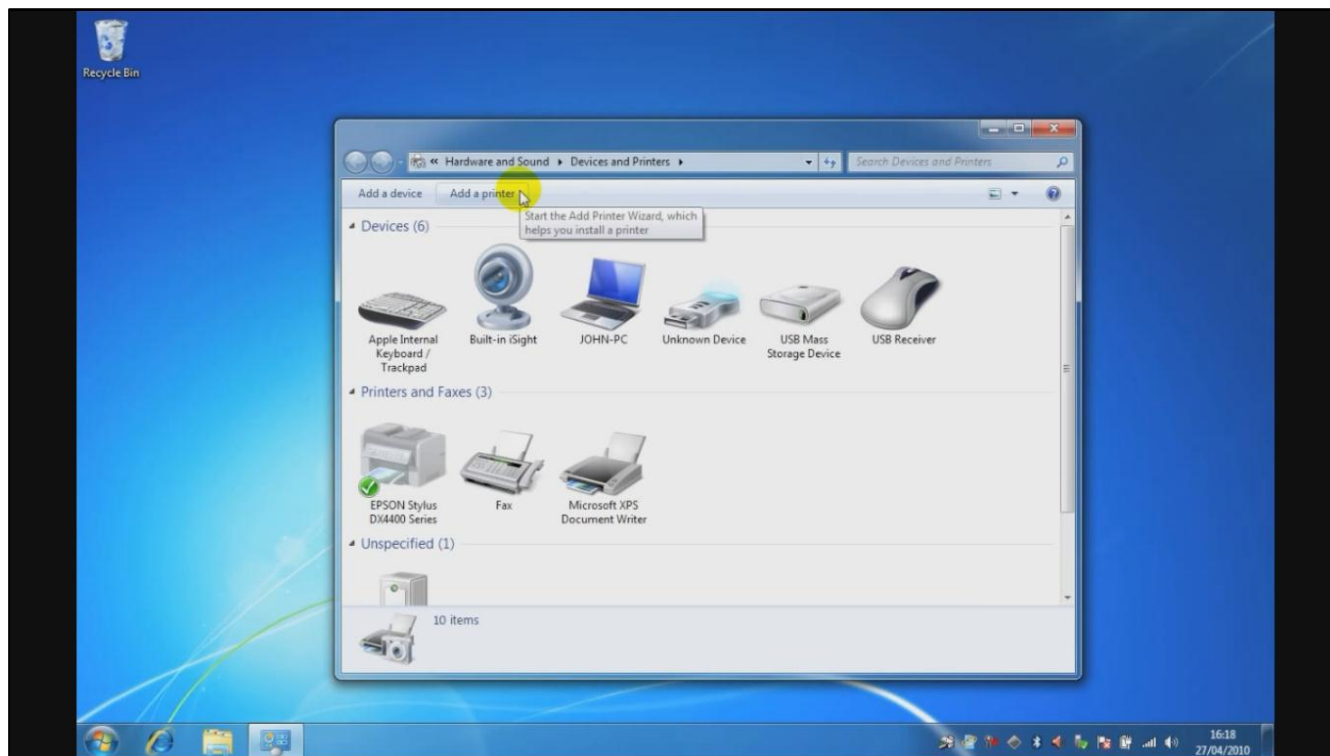 Recycle Bin
« Hardware and Sound ▸ Devices and Printers ▸
Search Devices and Printers
Add a device
Add a printer
Start the Add Printer Wizard, which
helps you install a printer
Devices (6)
Apple Internal
Keyboard /
Trackpad
Built-in iSight
JOHN-PC
Unknown Device
USB Mass
Storage Device
USB Receiver
Printers and Faxes (3)
EPSON Stylus
DX4400 Series
Fax
Microsoft XPS
Document Writer
Unspecified (1)
10 items
16:18
27/04/2010